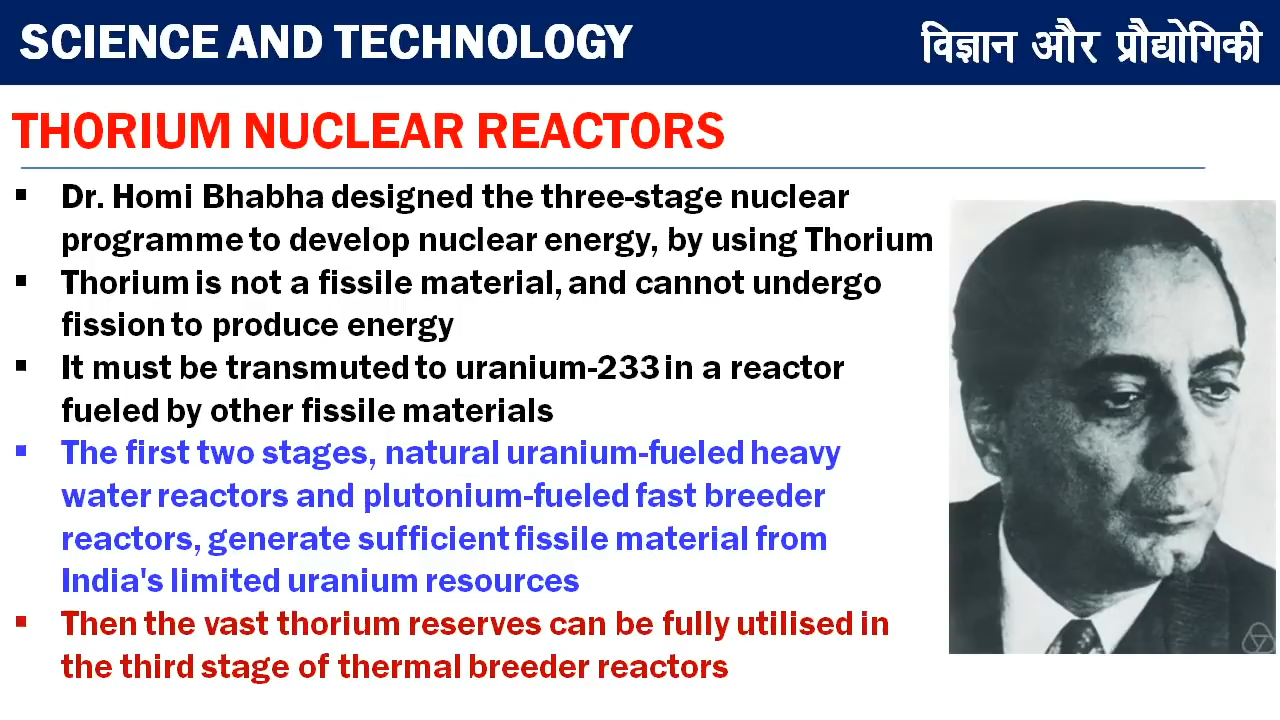 SCIENCE AND TECHNOLOGY
विज्ञान और प्रौद्योगिकी
THORIUM NUCLEAR REACTORS
▪ Dr. Homi Bhabha designed the three-stage nuclear
programme to develop nuclear energy, by using Thorium
▪ Thorium is not a fissile material, and cannot undergo
fission to produce energy
▪ It must be transmuted to uranium-233 in a reactor
fueled by other fissile materials
▪ The first two stages, natural uranium-fueled heavy
water reactors and plutonium-fueled fast breeder
reactors, generate sufficient fissile material from
India's limited uranium resources
▪ Then the vast thorium reserves can be fully utilised in
the third stage of thermal breeder reactors